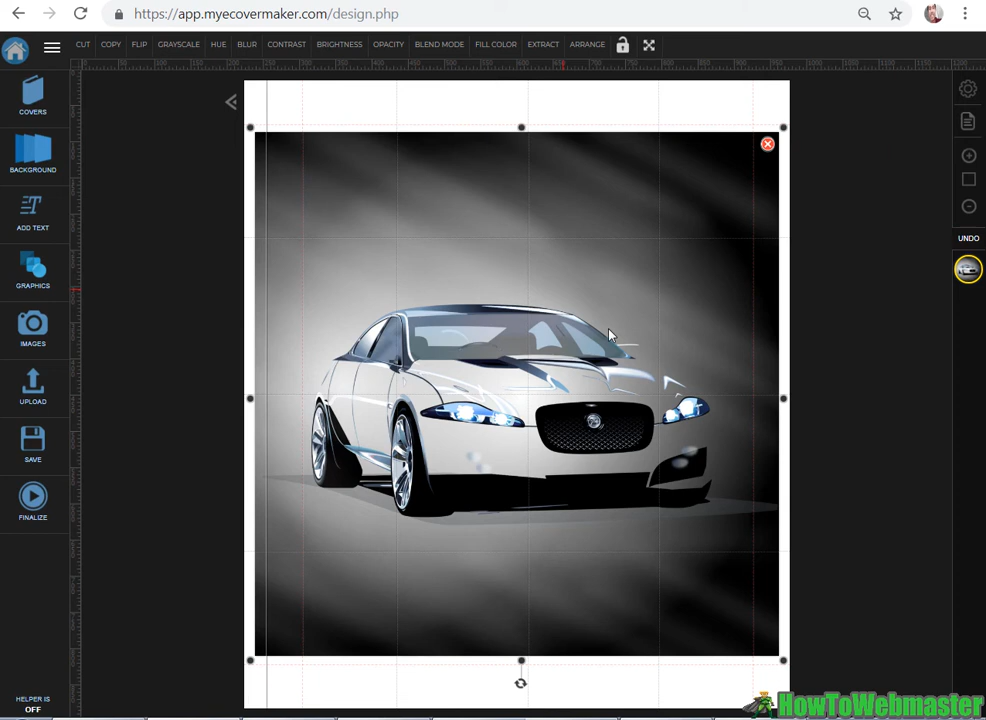 https://app.myecovermaker.com/design.php
CUT COPY FLIP GRAYSCALE HUE BLUR CONTRAST BRIGHTNESS OPACITY BLEND MODE FILL COLOR EXTRACT ARRANGE
COVERS
BACKGROUND
ADD TEXT
GRAPHICS
IMAGES
UPLOAD
SAVE
FINALIZE
HELPER IS
OFF
UNDO
HowToWebmaster